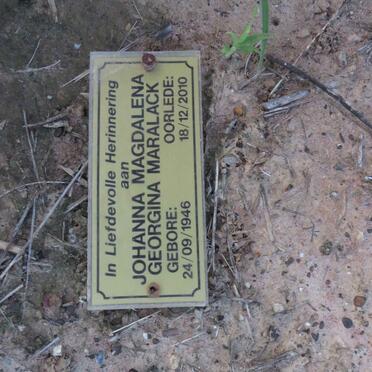 In Liefdevolle Herinnering
aan
JOHANNA MAGDALENA
GEORGINA MARALACK
GEBORE: OORLEDE:
24/09/1946 18/12/2010